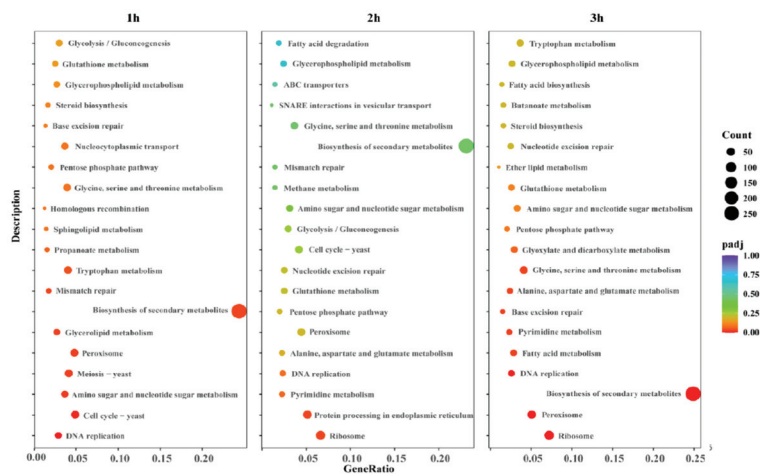 1h
2h
3h
Description
Glycolysis / Gluconeogenesis
Glutathione metabolism
Glycerophospholipid metabolism
Steroid biosynthesis
Base excision repair
Nucleocytoplasmic transport
Pentose phosphate pathway
Glycine, serine and threonine metabolism
Homologous recombination
Sphingolipid metabolism
Propanoate metabolism
Tryptophan metabolism
Mismatch repair
Biosynthesis of secondary metabolites
Glycerolipid metabolism
Peroxisome
Meiosis − yeast
Amino sugar and nucleotide sugar metabolism
Cell cycle − yeast
DNA replication
0.00 0.05 0.10 0.15 0.20 0.25
Fatty acid degradation
Glycerophospholipid metabolism
ABC transporters
SNARE interactions in vesicular transport
Glycine, serine and threonine metabolism
Biosynthesis of secondary metabolites
Mismatch repair
Methane metabolism
Amino sugar and nucleotide sugar metabolism
Glycolysis / Gluconeogenesis
Cell cycle − yeast
Nucleotide excision repair
Glutathione metabolism
Pentose phosphate pathway
Peroxisome
Alanine, aspartate and glutamate metabolism
DNA replication
Pyrimidine metabolism
Protein processing in endoplasmic reticulum
Ribosome
0.05 0.10 0.15 0.20
GeneRatio
Tryptophan metabolism
Glycerophospholipid metabolism
Fatty acid biosynthesis
Butanoate metabolism
Steroid biosynthesis
Nucleotide excision repair
Ether lipid metabolism
Glutathione metabolism
Amino sugar and nucleotide sugar metabolism
Pentose phosphate pathway
Glyoxylate and dicarboxylate metabolism
Glycine, serine and threonine metabolism
Alanine, aspartate and glutamate metabolism
Base excision repair
Pyrimidine metabolism
Fatty acid metabolism
DNA replication
Biosynthesis of secondary metabolites
Peroxisome
Ribosome
0.05 0.10 0.15 0.20 0.25
Count
50
100
150
200
250
padj
1.00
0.75
0.50
0.25
0.00